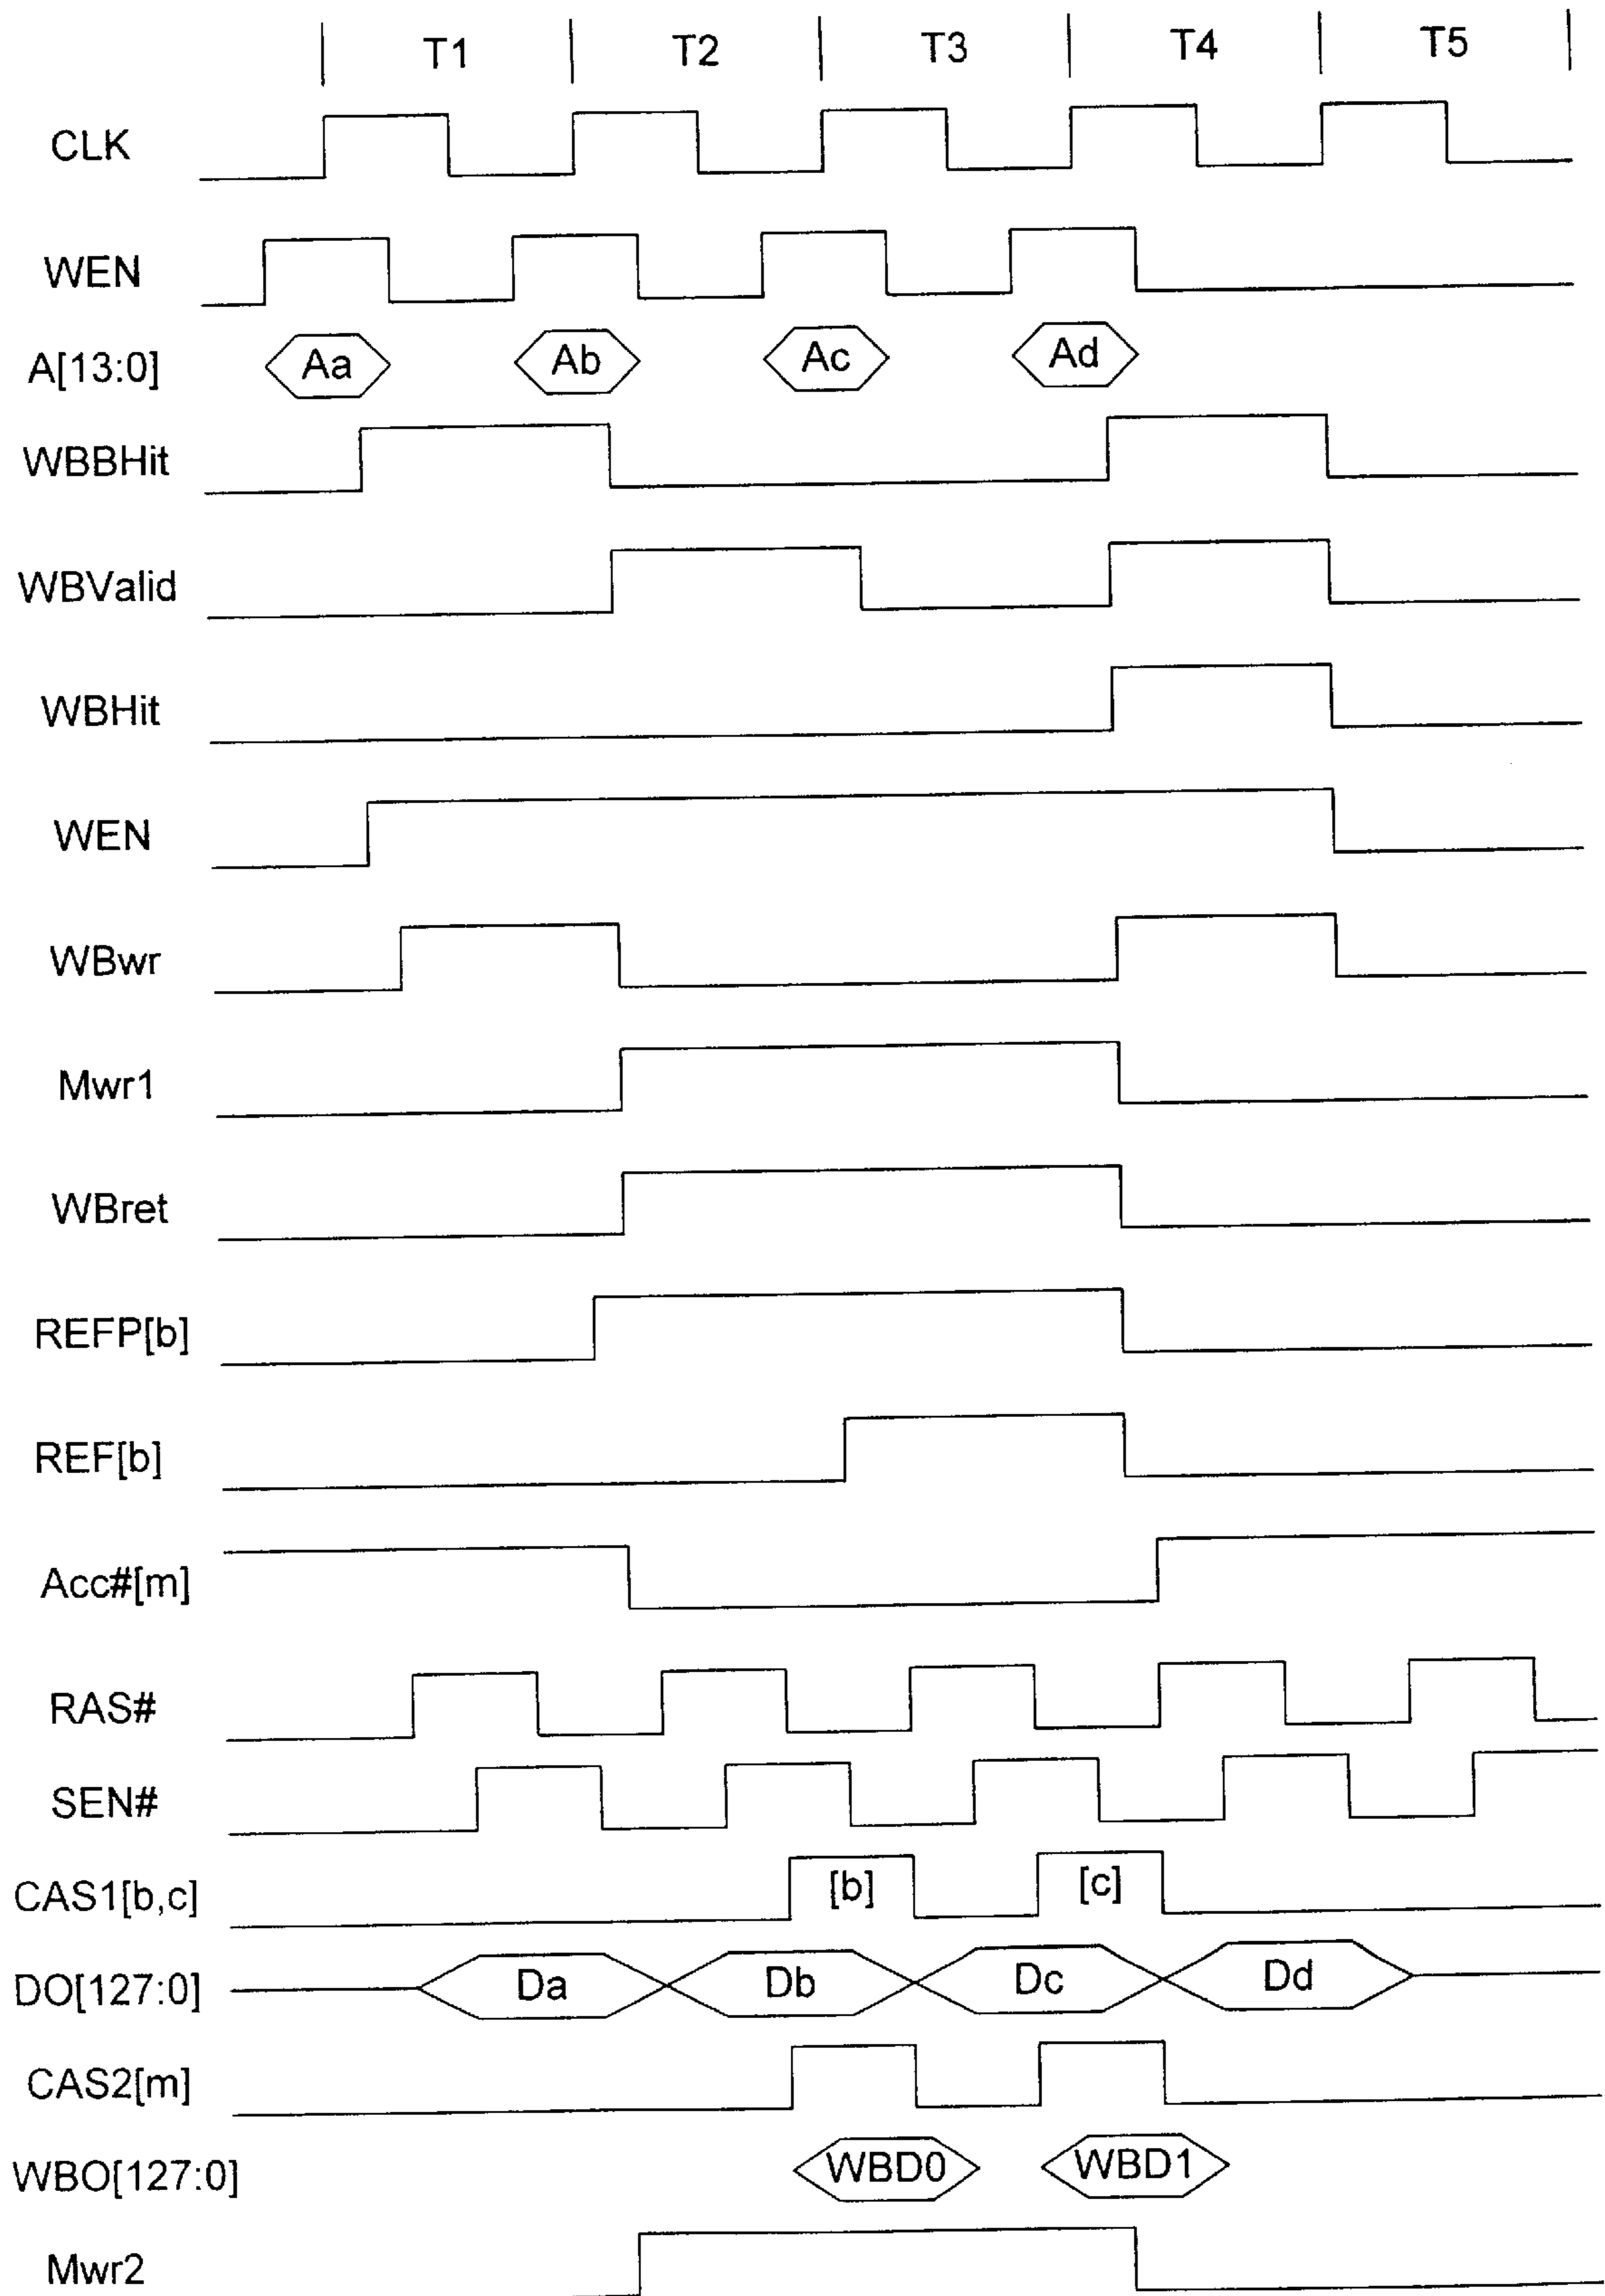 T1 T2 T3 T4 T5
CLK
WEN
A[13:0] Aa Ab Ac Ad
WBBHit
WBValid
WBHit
WEN
WBwr
Mwr1
WBret
REFP[b]
REF[b]
Acc#[m]
RAS#
SEN#
CAS1[b,c] [b] [c]
DO[127:0] Da Db Dc Dd
CAS2[m]
WBO[127:0] WBD0 WBD1
Mwr2